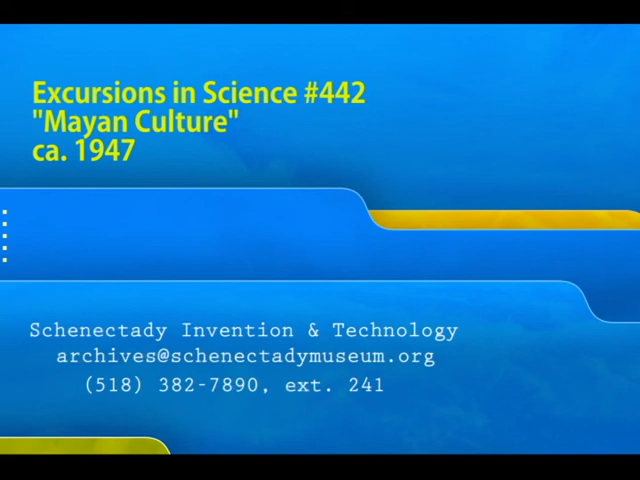 Excursions in Science #442
"Mayan Culture"
ca. 1947
Schenectady Invention & Technology
archives@schenectadymuseum.org
(518) 382-7890, ext. 241